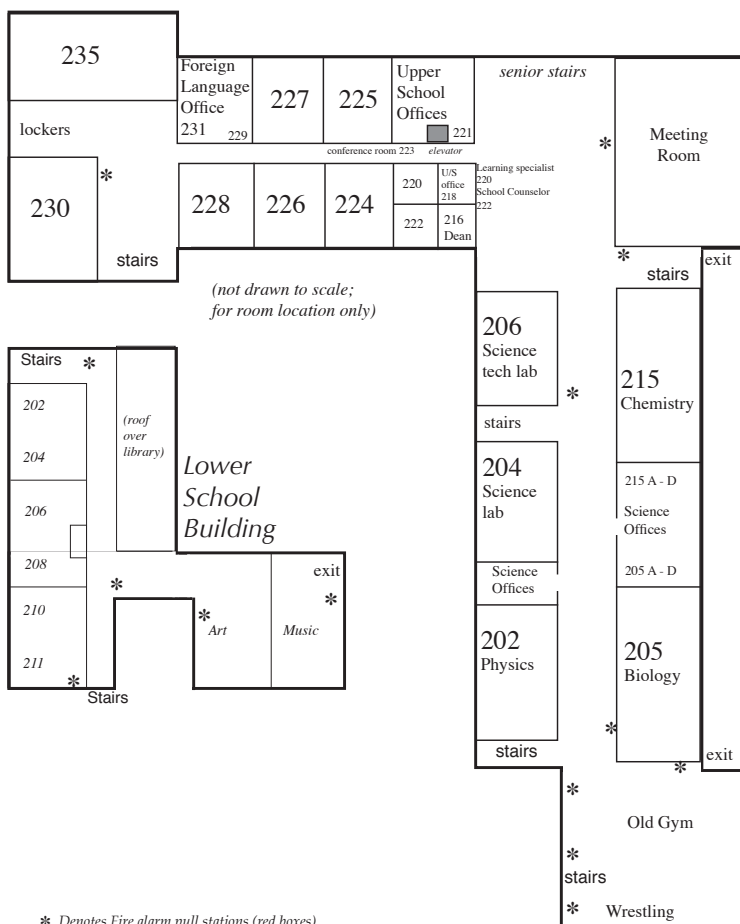 235
lockers
230
*
stairs
Foreign
Language
Office
231
229
227
225
Upper
School
Offices
221
conference room 223
elevator
senior stairs
*
Meeting
Room
228
226
224
220
222
U/S
office
218
216
Dean
Learning specialist
220
School Counselor
222
*
stairs
exit
(not drawn to scale;
for room location only)
206
Science
tech lab
*
stairs
204
Science
lab
Science
Offices
202
Physics
stairs
215
Chemistry
215 A - D
Science
Offices
205 A - D
205
Biology
*
*
exit
Stairs
*
202
204
206
208
210
211
*
Stairs
(roof
over
library)
Lower
School
Building
*
*
Art
Music
exit
*
*
Old Gym
*
stairs
*
Wrestling
* Denotes Fire alarm pull stations (red boxes)